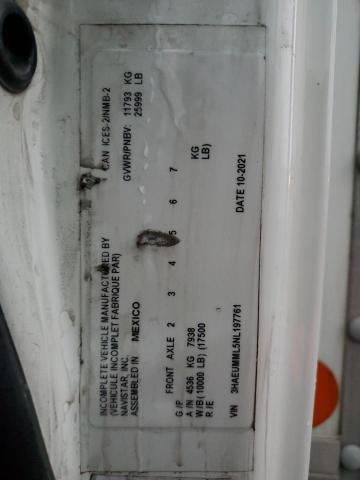 INCOMPLETE VEHICLE MANUFACTURED BY
(VEHICULE INCOMPLET FABRIQUE PAR)
NAVISTAR, INC.
ASSEMBLED IN MEXICO
CAN ICES-2/NMB-2
GVWR/PNBV: 11793 KG
25999 LB
FRONT AXLE 2 3 4 5 6 7
G / P
A / N 4536 KG 7938 KG
W/B( 10000 LB) (17500 LB)
R / E
VIN 3HAEUMML5NL197761 DATE 10-2021